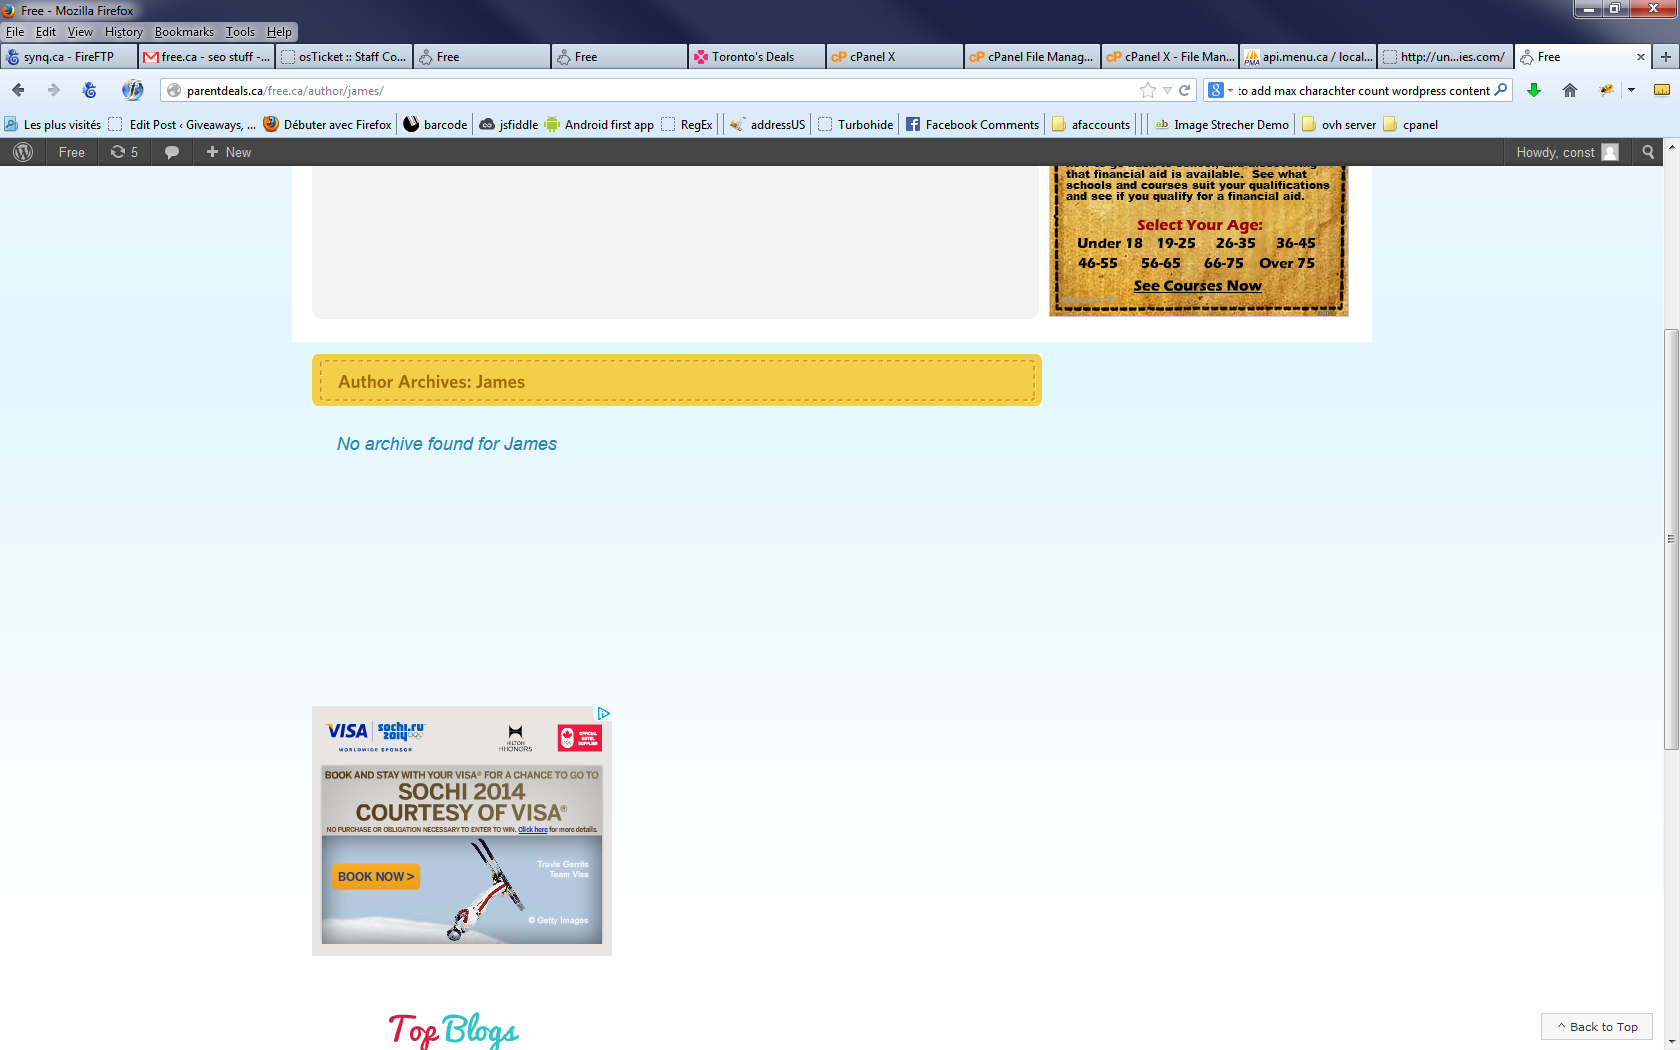 Free - Mozilla Firefox
File Edit View History Bookmarks Tools Help
synq.ca - FireFTP
free.ca - seo stuff -...
osTicket :: Staff Co...
Free
Free
Toronto's Deals
cP cPanel X
cP cPanel File Manag...
cP cPanel X - File Man...
PMA api.menu.ca / local...
http://un...ies.com/
Free
parentdeals.ca/free.ca/author/james/
to add max charachter count wordpress content
Les plus visités
Edit Post ‹ Giveaways, ...
Débuter avec Firefox
barcode
jsfiddle
Android first app
RegEx
addressUS
Turbohide
Facebook Comments
afaccounts
ab Image Strecher Demo
ovh server
cpanel
Free 5 + New
Howdy, const
that financial aid is available. See what
schools and courses suit your qualifications
and see if you qualify for a financial aid.
Select Your Age:
Under 18 19-25 26-35 36-45
46-55 56-65 66-75 Over 75
See Courses Now
Author Archives: James
No archive found for James
VISA sochi.ru
2014
WORLDWIDE SPONSOR
HILTON
HHONORS
OFFICIAL
HOTEL
SUPPLIER
BOOK AND STAY WITH YOUR VISA® FOR A CHANCE TO GO TO
SOCHI 2014
COURTESY OF VISA®
NO PURCHASE OR OBLIGATION NECESSARY TO ENTER TO WIN. Click here for more details.
Travis Gerrits
Team Visa
BOOK NOW >
© Getty Images
Top Blogs
^ Back to Top